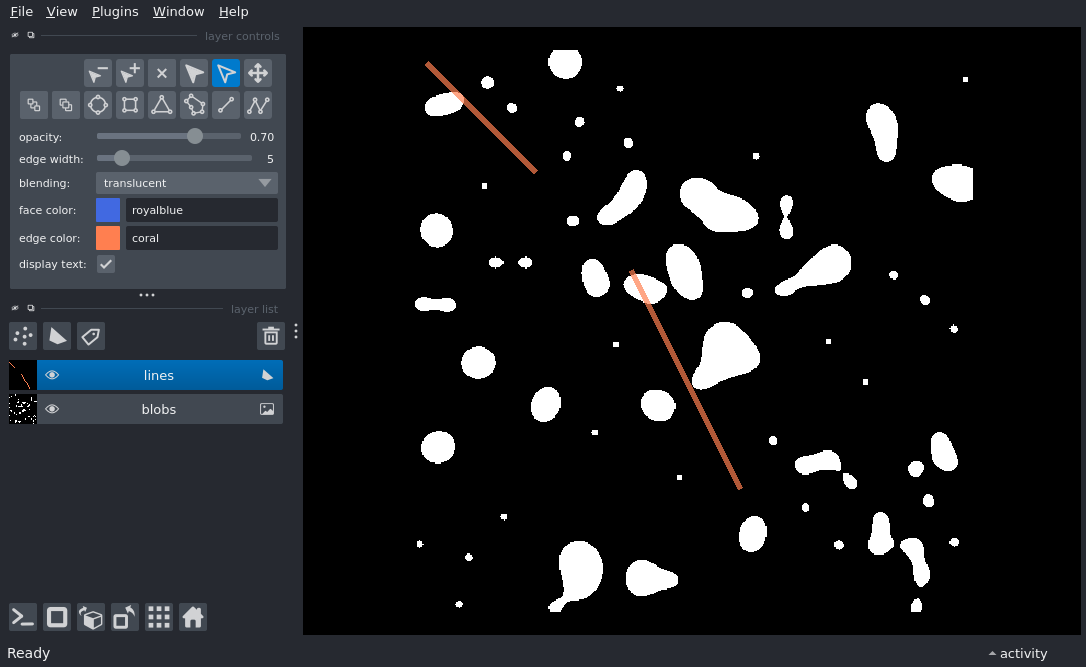 File View Plugins Window Help
layer controls
opacity: 0.70
edge width: 5
blending: translucent
face color: royalblue
edge color: coral
display text:
layer list
lines
blobs
Ready activity